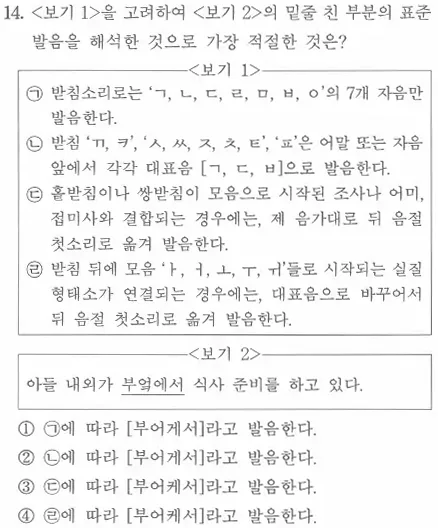 14. <보기 1>을 고려하여 <보기 2>의 밑줄 친 부분의 표준
발음을 해석한 것으로 가장 적절한 것은?
<보기 1>
㉠ 받침소리로는 'ㄱ, ㄴ, ㄷ, ㄹ, ㅁ, ㅂ, ㅇ'의 7개 자음만
발음한다.
㉡ 받침 'ㄲ, ㅋ', 'ㅅ, ㅆ, ㅈ, ㅊ, ㅌ', 'ㅍ'은 어말 또는 자음
앞에서 각각 대표음 [ㄱ, ㄷ, ㅂ]으로 발음한다.
㉢ 홑받침이나 쌍받침이 모음으로 시작된 조사나 어미,
접미사와 결합되는 경우에는, 제 음가대로 뒤 음절
첫소리로 옮겨 발음한다.
㉣ 받침 뒤에 모음 'ㅏ, ㅓ, ㅗ, ㅜ, ㅟ'들로 시작되는 실질
형태소가 연결되는 경우에는, 대표음으로 바꾸어서
뒤 음절 첫소리로 옮겨 발음한다.
<보기 2>
아들 내외가 부엌에서 식사 준비를 하고 있다.
① ㉠에 따라 [부어게서]라고 발음한다.
② ㉡에 따라 [부어게서]라고 발음한다.
③ ㉢에 따라 [부어케서]라고 발음한다.
④ ㉣에 따라 [부어케서]라고 발음한다.